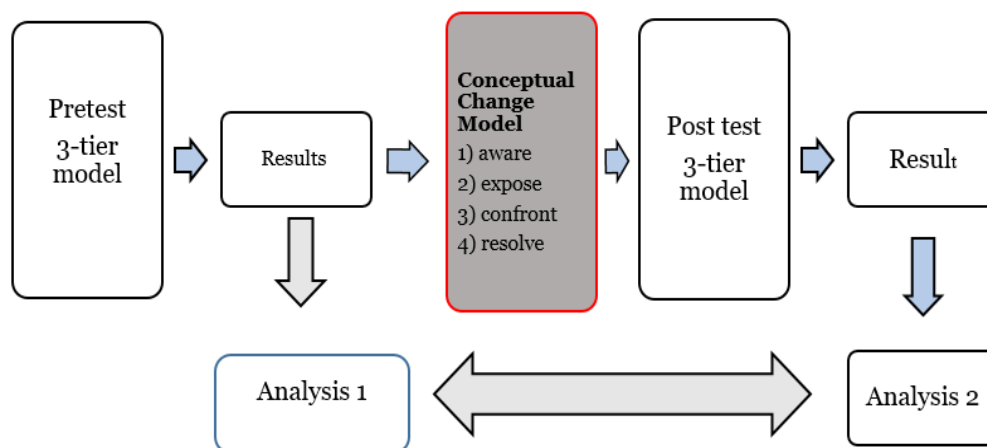 Pretest
3-tier
model
Results
Conceptual
Change
Model
1) aware
2) expose
3) confront
4) resolve
Post test
3-tier
model
Result
Analysis 1
Analysis 2